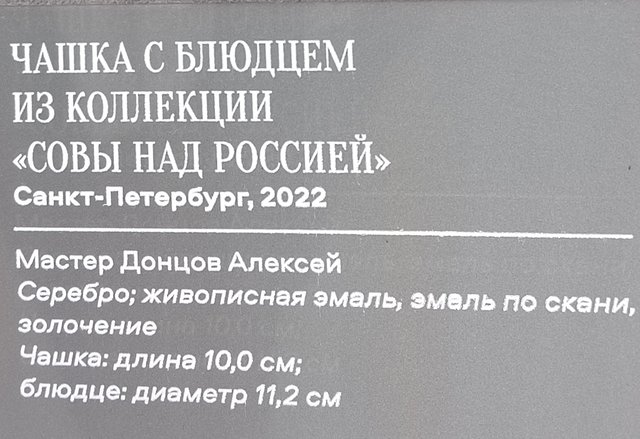 ЧАШКА С БЛЮДЦЕМ
ИЗ КОЛЛЕКЦИИ
«СОВЫ НАД РОССИЕЙ»
Санкт-Петербург, 2022
Мастер Донцов Алексей
Серебро; живописная эмаль, эмаль по скани,
золочение
Чашка: длина 10,0 см;
блюдце: диаметр 11,2 см